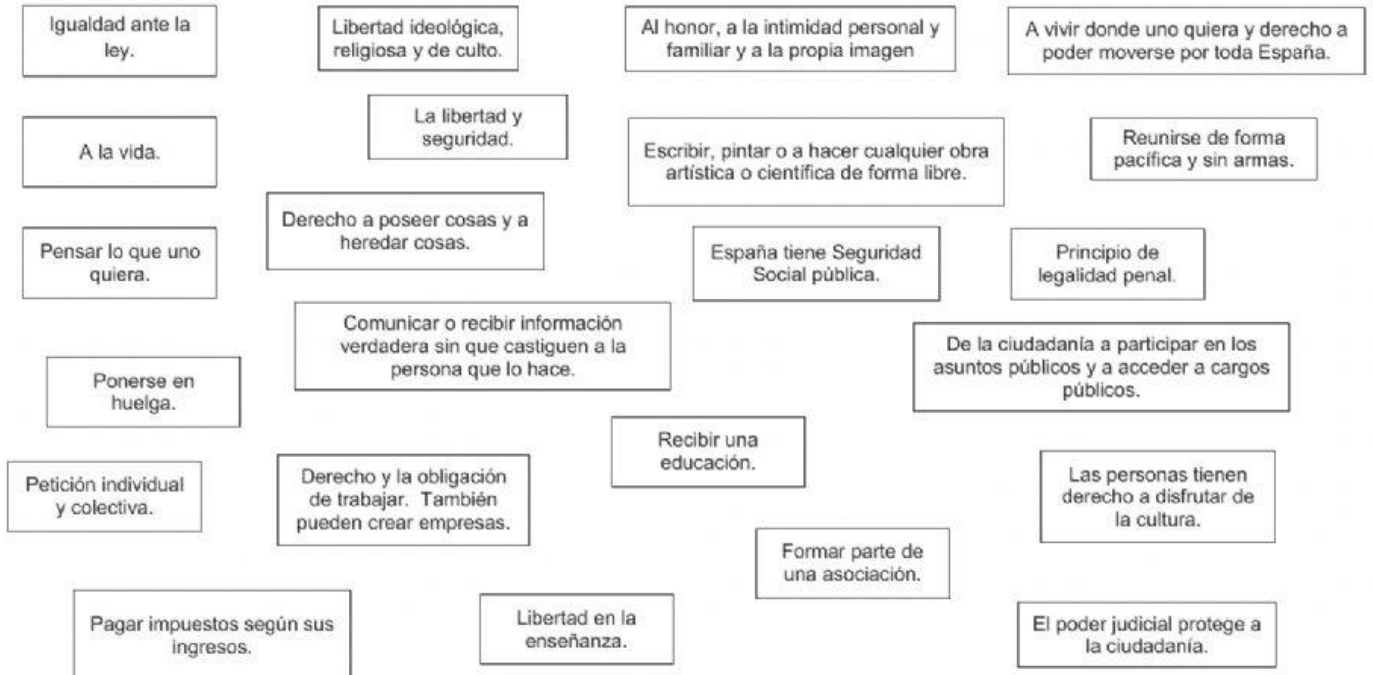 Igualdad ante la
ley.
Libertad ideológica,
religiosa y de culto.
Al honor, a la intimidad personal y
familiar y a la propia imagen
A vivir donde uno quiera y derecho a
poder moverse por toda España.
A la vida.
La libertad y
seguridad.
Escribir, pintar o a hacer cualquier obra
artística o científica de forma libre.
Reunirse de forma
pacífica y sin armas.
Pensar lo que uno
quiera.
Derecho a poseer cosas y a
heredar cosas.
España tiene Seguridad
Social pública.
Principio de
legalidad penal.
Ponerse en
huelga.
Comunicar o recibir información
verdadera sin que castiguen a la
persona que lo hace.
De la ciudadanía a participar en los
asuntos públicos y a acceder a cargos
públicos.
Recibir una
educación.
Petición individual
y colectiva.
Derecho y la obligación
de trabajar. También
pueden crear empresas.
Las personas tienen
derecho a disfrutar de
la cultura.
Formar parte de
una asociación.
Pagar impuestos según sus
ingresos.
Libertad en la
enseñanza.
El poder judicial protege a
la ciudadanía.